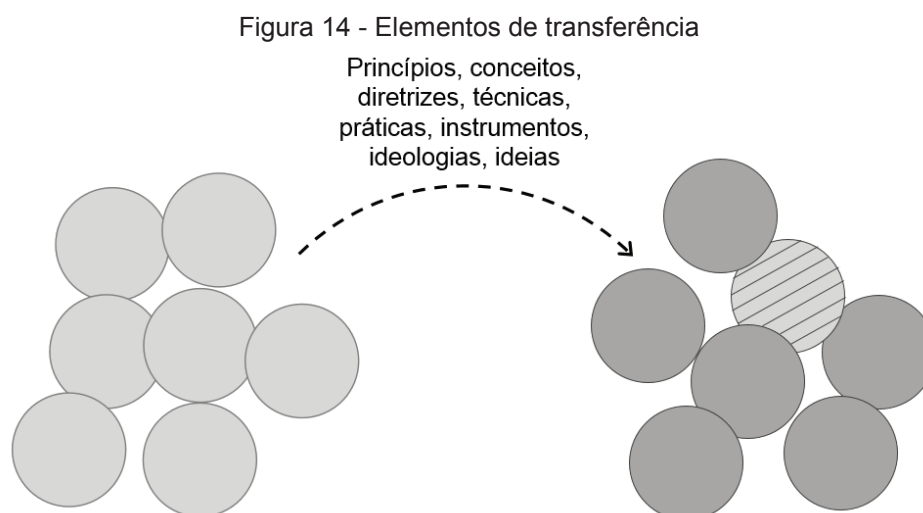 Figura 14 - Elementos de transferência
Princípios, conceitos,
diretrizes, técnicas,
práticas, instrumentos,
ideologias, ideias